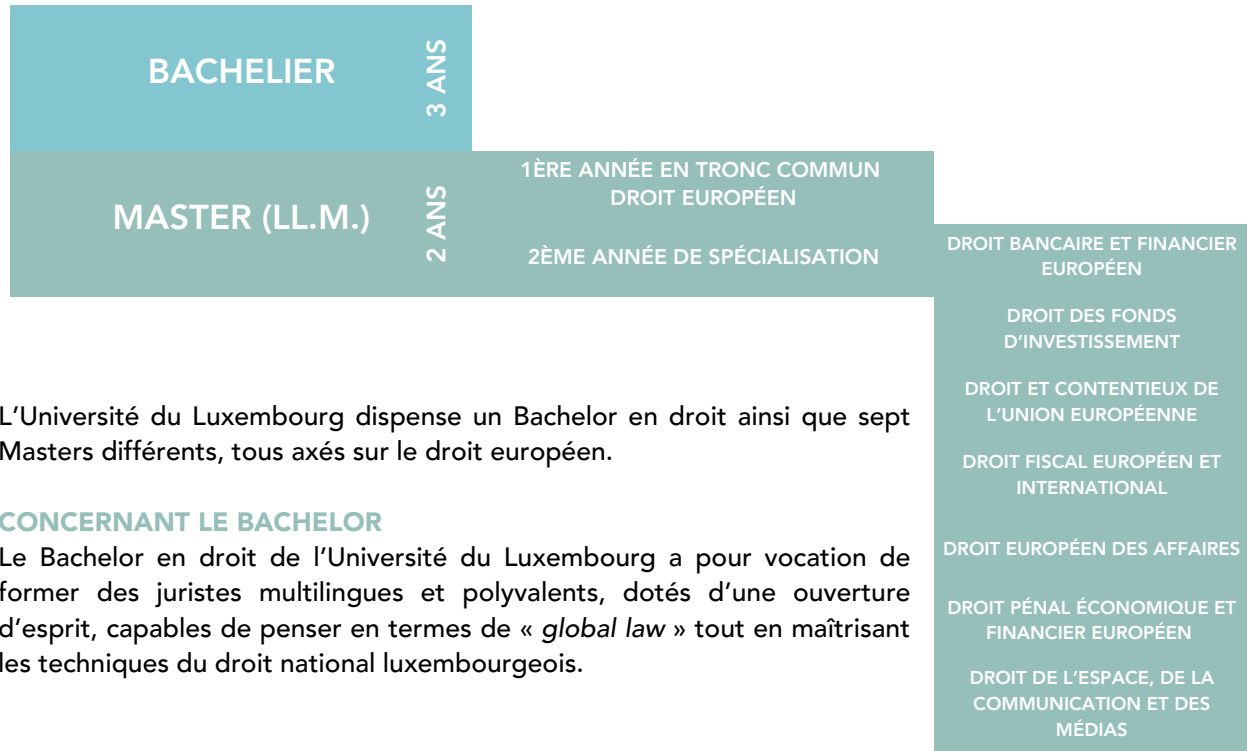 BACHELIER
3 ANS
MASTER (LL.M.)
2 ANS
1ÈRE ANNÉE EN TRONC COMMUN
DROIT EUROPÉEN
2ÈME ANNÉE DE SPÉCIALISATION
DROIT BANCAIRE ET FINANCIER
EUROPÉEN
DROIT DES FONDS
D’INVESTISSEMENT
DROIT ET CONTENTIEUX DE
L’UNION EUROPÉENNE
DROIT FISCAL EUROPÉEN ET
INTERNATIONAL
DROIT EUROPÉEN DES AFFAIRES
DROIT PÉNAL ÉCONOMIQUE ET
FINANCIER EUROPÉEN
DROIT DE L’ESPACE, DE LA
COMMUNICATION ET DES
MÉDIAS
L’Université du Luxembourg dispense un Bachelor en droit ainsi que sept
Masters différents, tous axés sur le droit européen.
CONCERNANT LE BACHELOR
Le Bachelor en droit de l’Université du Luxembourg a pour vocation de
former des juristes multilingues et polyvalents, dotés d’une ouverture
d’esprit, capables de penser en termes de « global law » tout en maîtrisant
les techniques du droit national luxembourgeois.